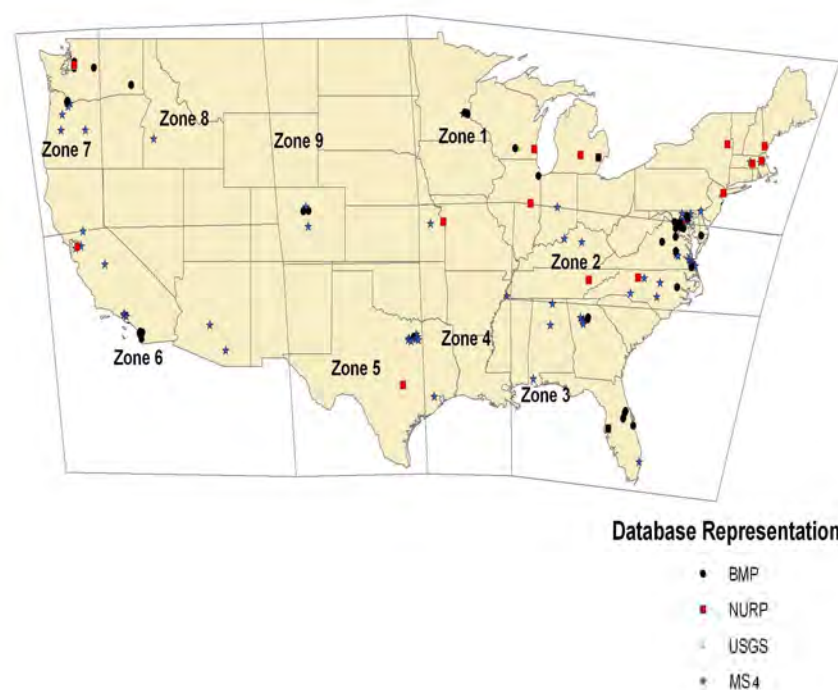 Zone 8
Zone 1
Zone 7
Zone 9
Zone 2
Zone 4
Zone 6
Zone 5
Zone 3
Database Representation
BMP
NURP
USGS
MS4